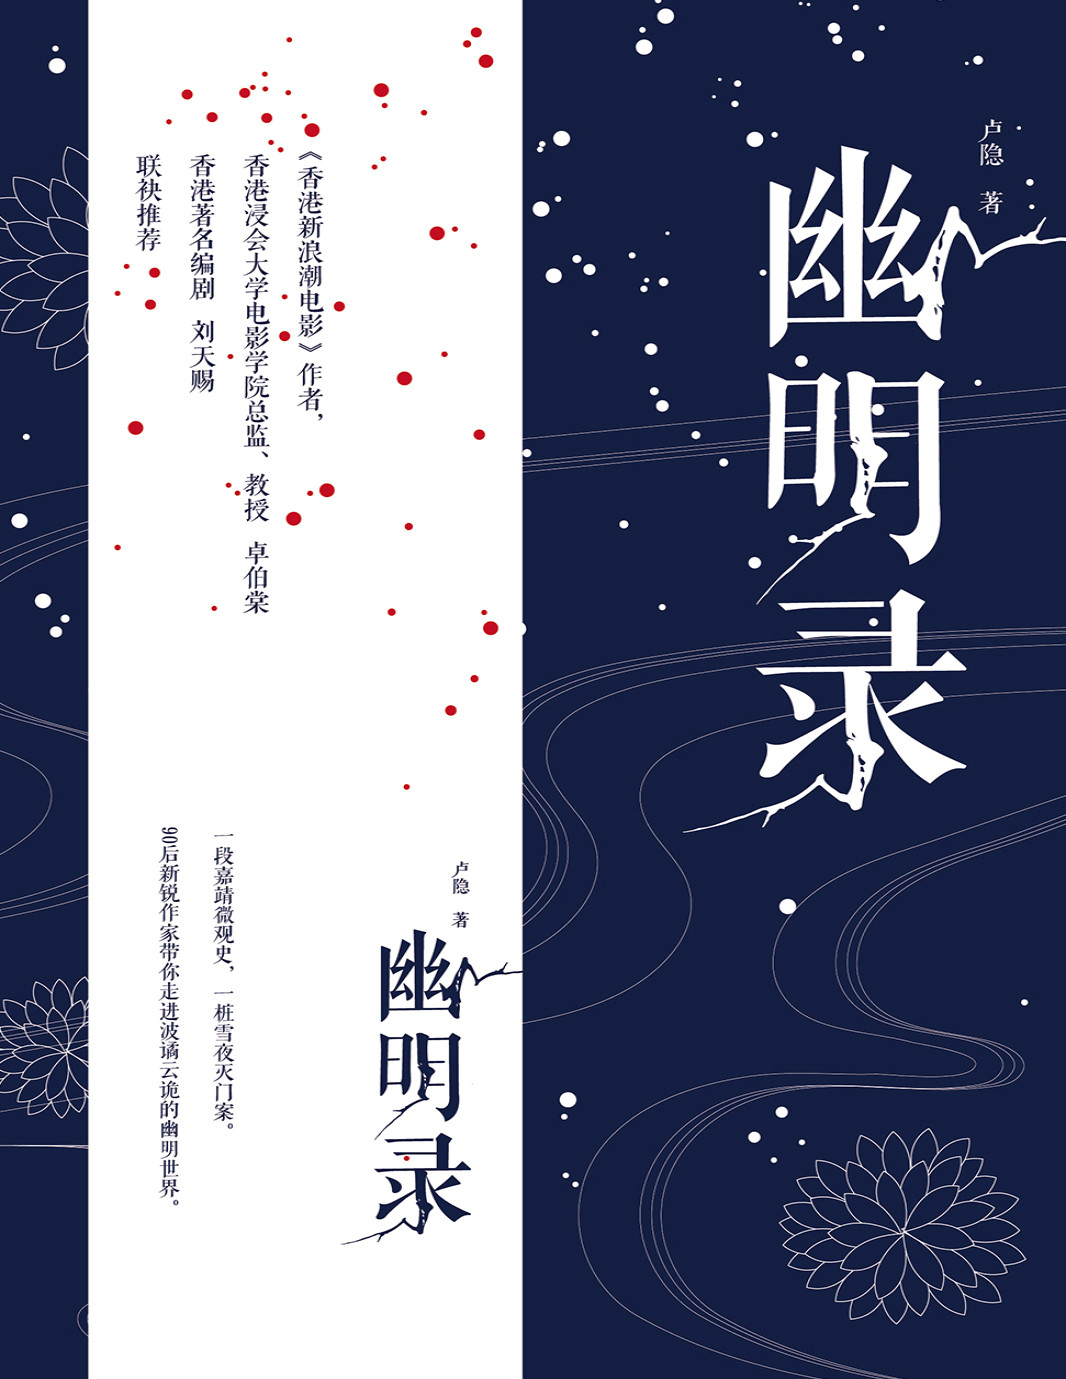 卢隐 著
幽明录
《香港新浪潮电影》作者，
香港浸会大学电影学院总监、教授 卓伯棠
香港著名编剧 刘天赐
联袂推荐
卢隐 著
幽明录
一段嘉靖微观史，一桩雪夜灭门案。
90后新锐作家带你走进波谲云诡的幽明世界。